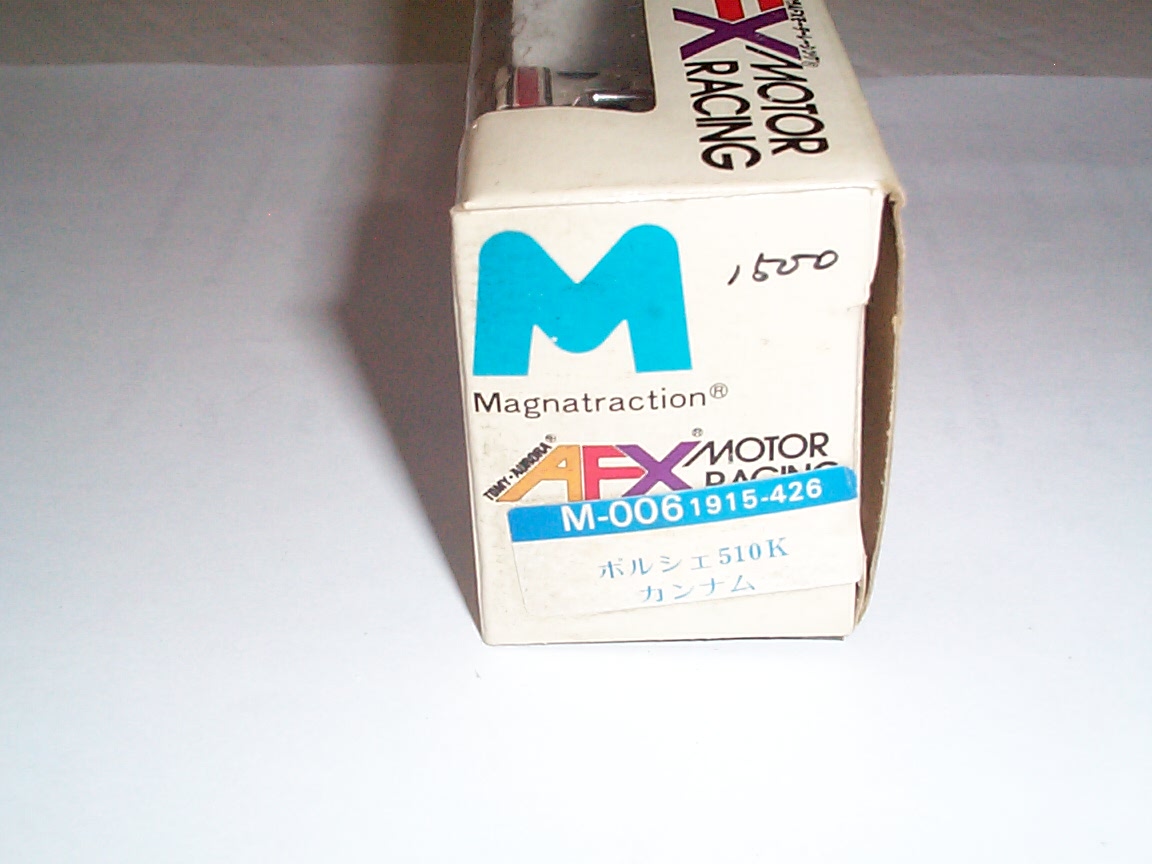 AFX MOTOR
RACING
1500
M
Magnatraction®
TOMY・AURORA® AFX® MOTOR
RACING
M-006 1915-426
ポルシェ510K
カンナム